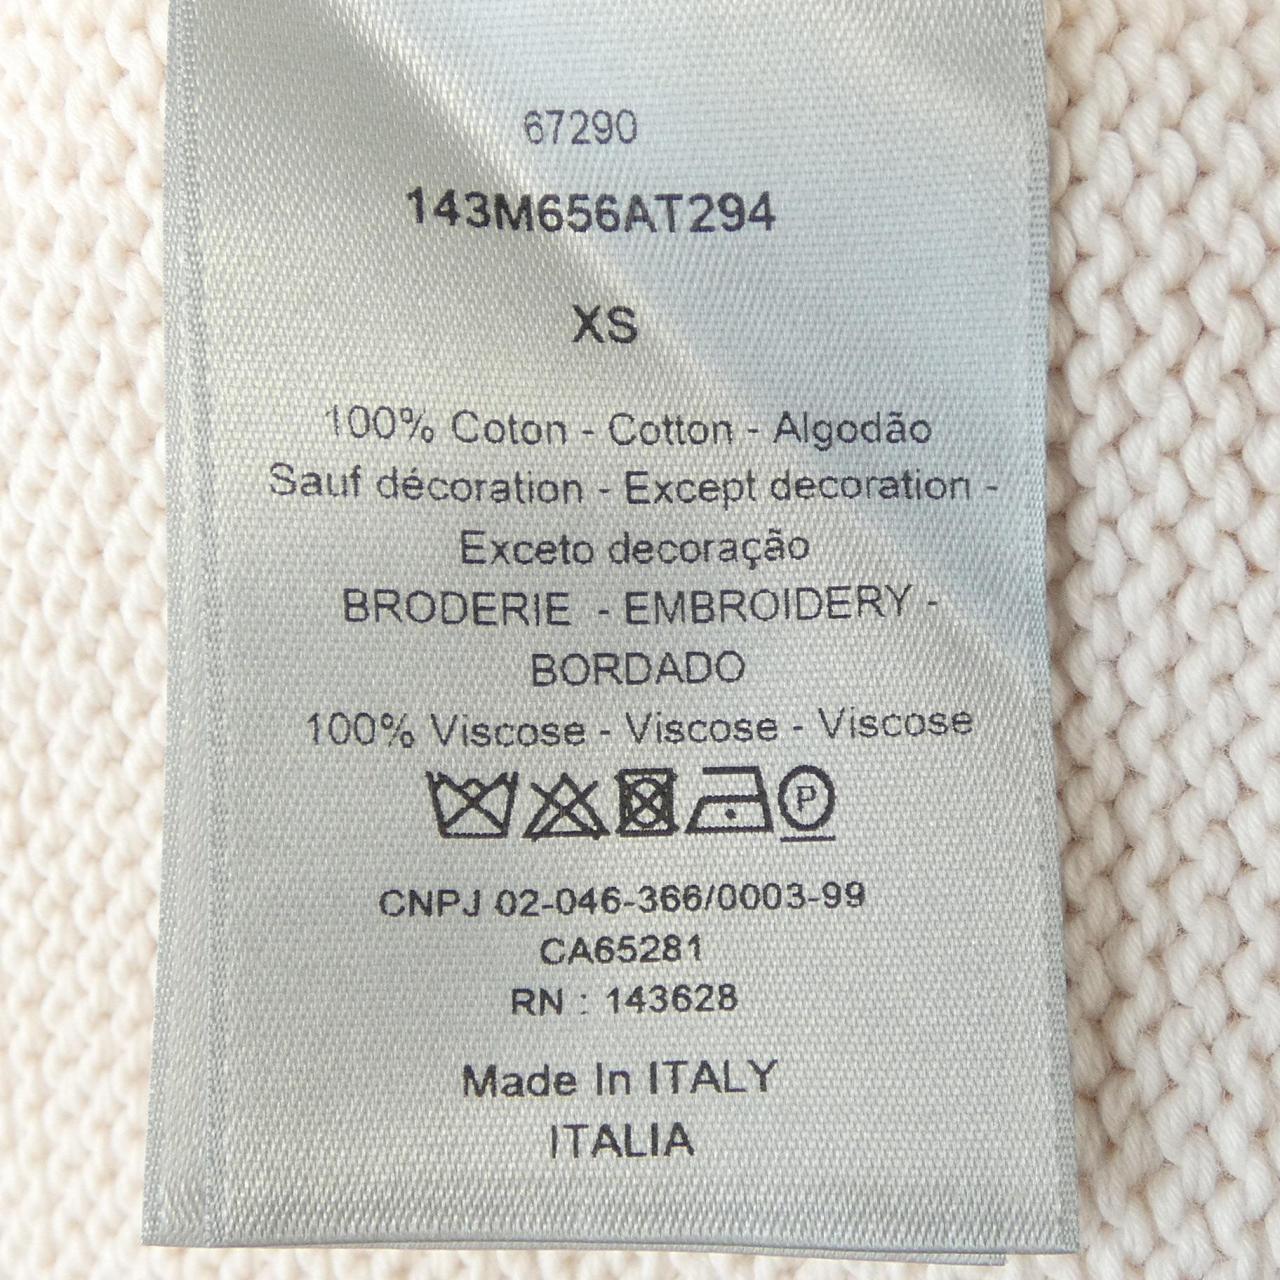 67290
143M656AT294
XS
100% Coton - Cotton - Algodão
Sauf décoration - Except decoration -
Exceto decoração
BRODERIE - EMBROIDERY -
BORDADO
100% Viscose - Viscose - Viscose
P
CNPJ 02-046-366/0003-99
CA65281
RN : 143628
Made In ITALY
ITALIA